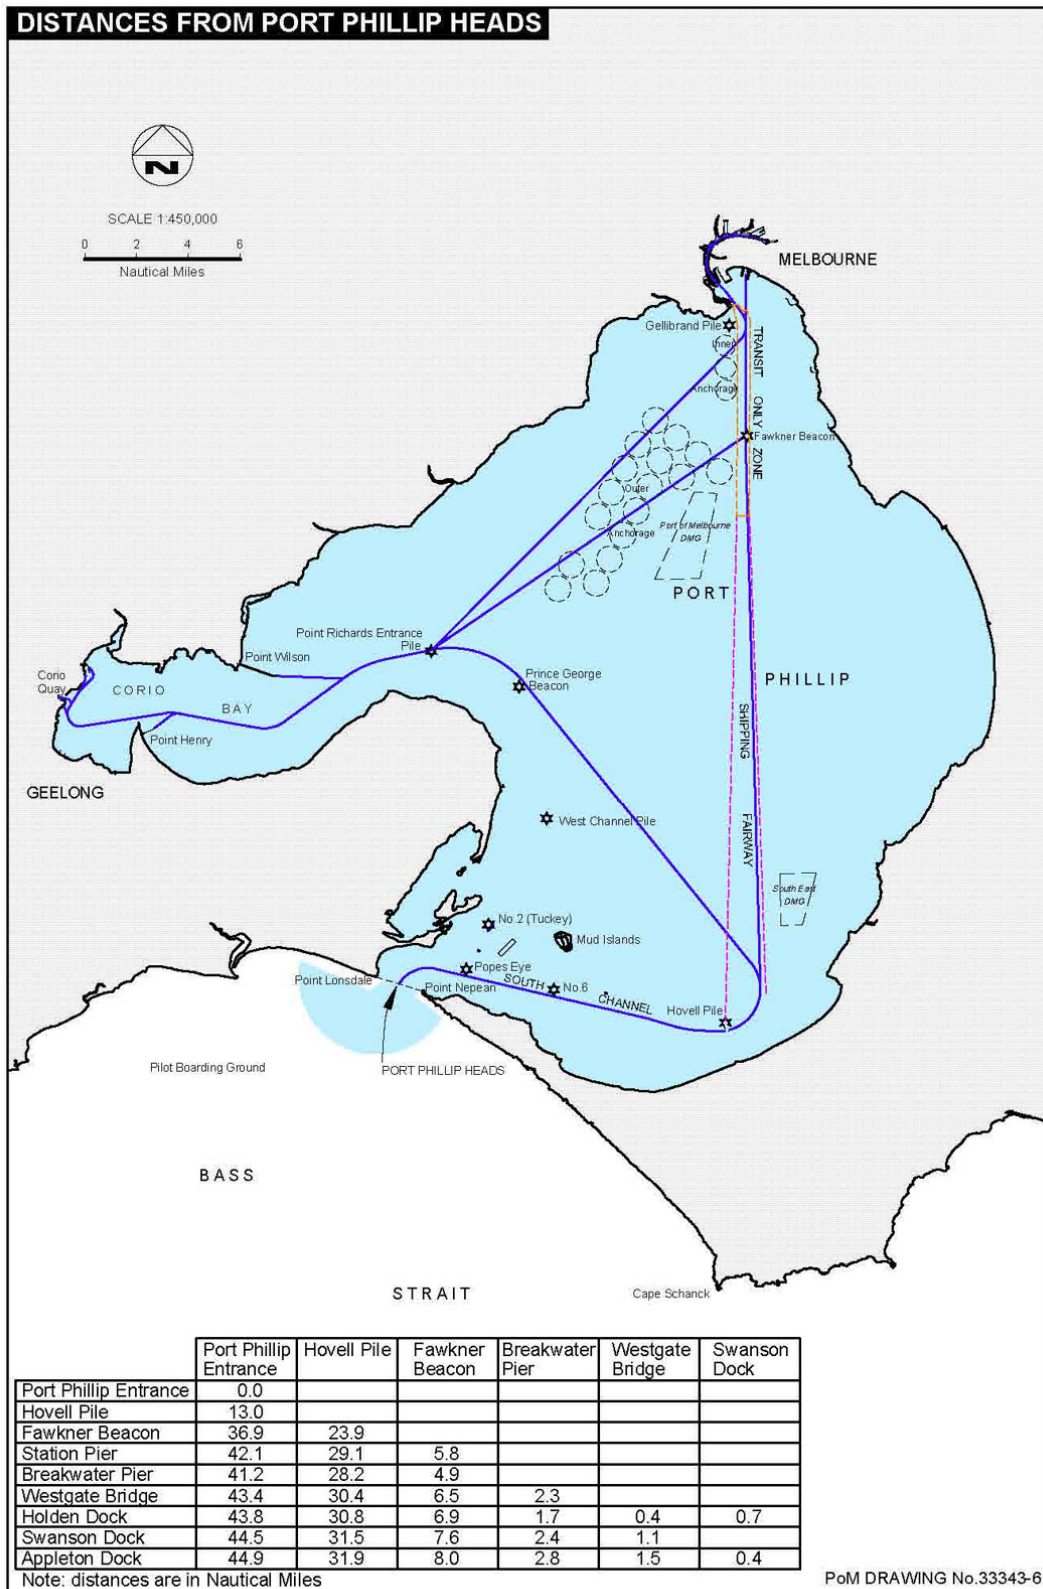 DISTANCES FROM PORT PHILLIP HEADS
N
SCALE 1:450,000
0 2 4 6
Nautical Miles
MELBOURNE
Gellibrand Pile
Inner
Anchorage
TRANSIT ONLY ZONE
Fawkner Beacon
Outer
Anchorage
Port of Melbourne
DMG
PORT
Point Richards Entrance
Pile
Point Wilson
Corio
Quay
CORIO
BAY
Prince George
Beacon
PHILLIP
Point Henry
SHIPPING
GEELONG
West Channel Pile
FAIRWAY
South East
DMG
No.2 (Tuckey)
Mud Islands
Popes Eye
Point Lonsdale
Point Nepean
SOUTH
No.6
CHANNEL
Hovell Pile
Pilot Boarding Ground
PORT PHILLIP HEADS
BASS
STRAIT
Cape Schanck
Port Phillip Entrance Hovell Pile Fawkner Beacon Breakwater Pier Westgate Bridge Swanson Dock
Port Phillip Entrance 0.0
Hovell Pile 13.0
Fawkner Beacon 36.9 23.9
Station Pier 42.1 29.1 5.8
Breakwater Pier 41.2 28.2 4.9
Westgate Bridge 43.4 30.4 6.5 2.3
Holden Dock 43.8 30.8 6.9 1.7 0.4 0.7
Swanson Dock 44.5 31.5 7.6 2.4 1.1
Appleton Dock 44.9 31.9 8.0 2.8 1.5 0.4
Note: distances are in Nautical Miles
PoM DRAWING No.33343-6